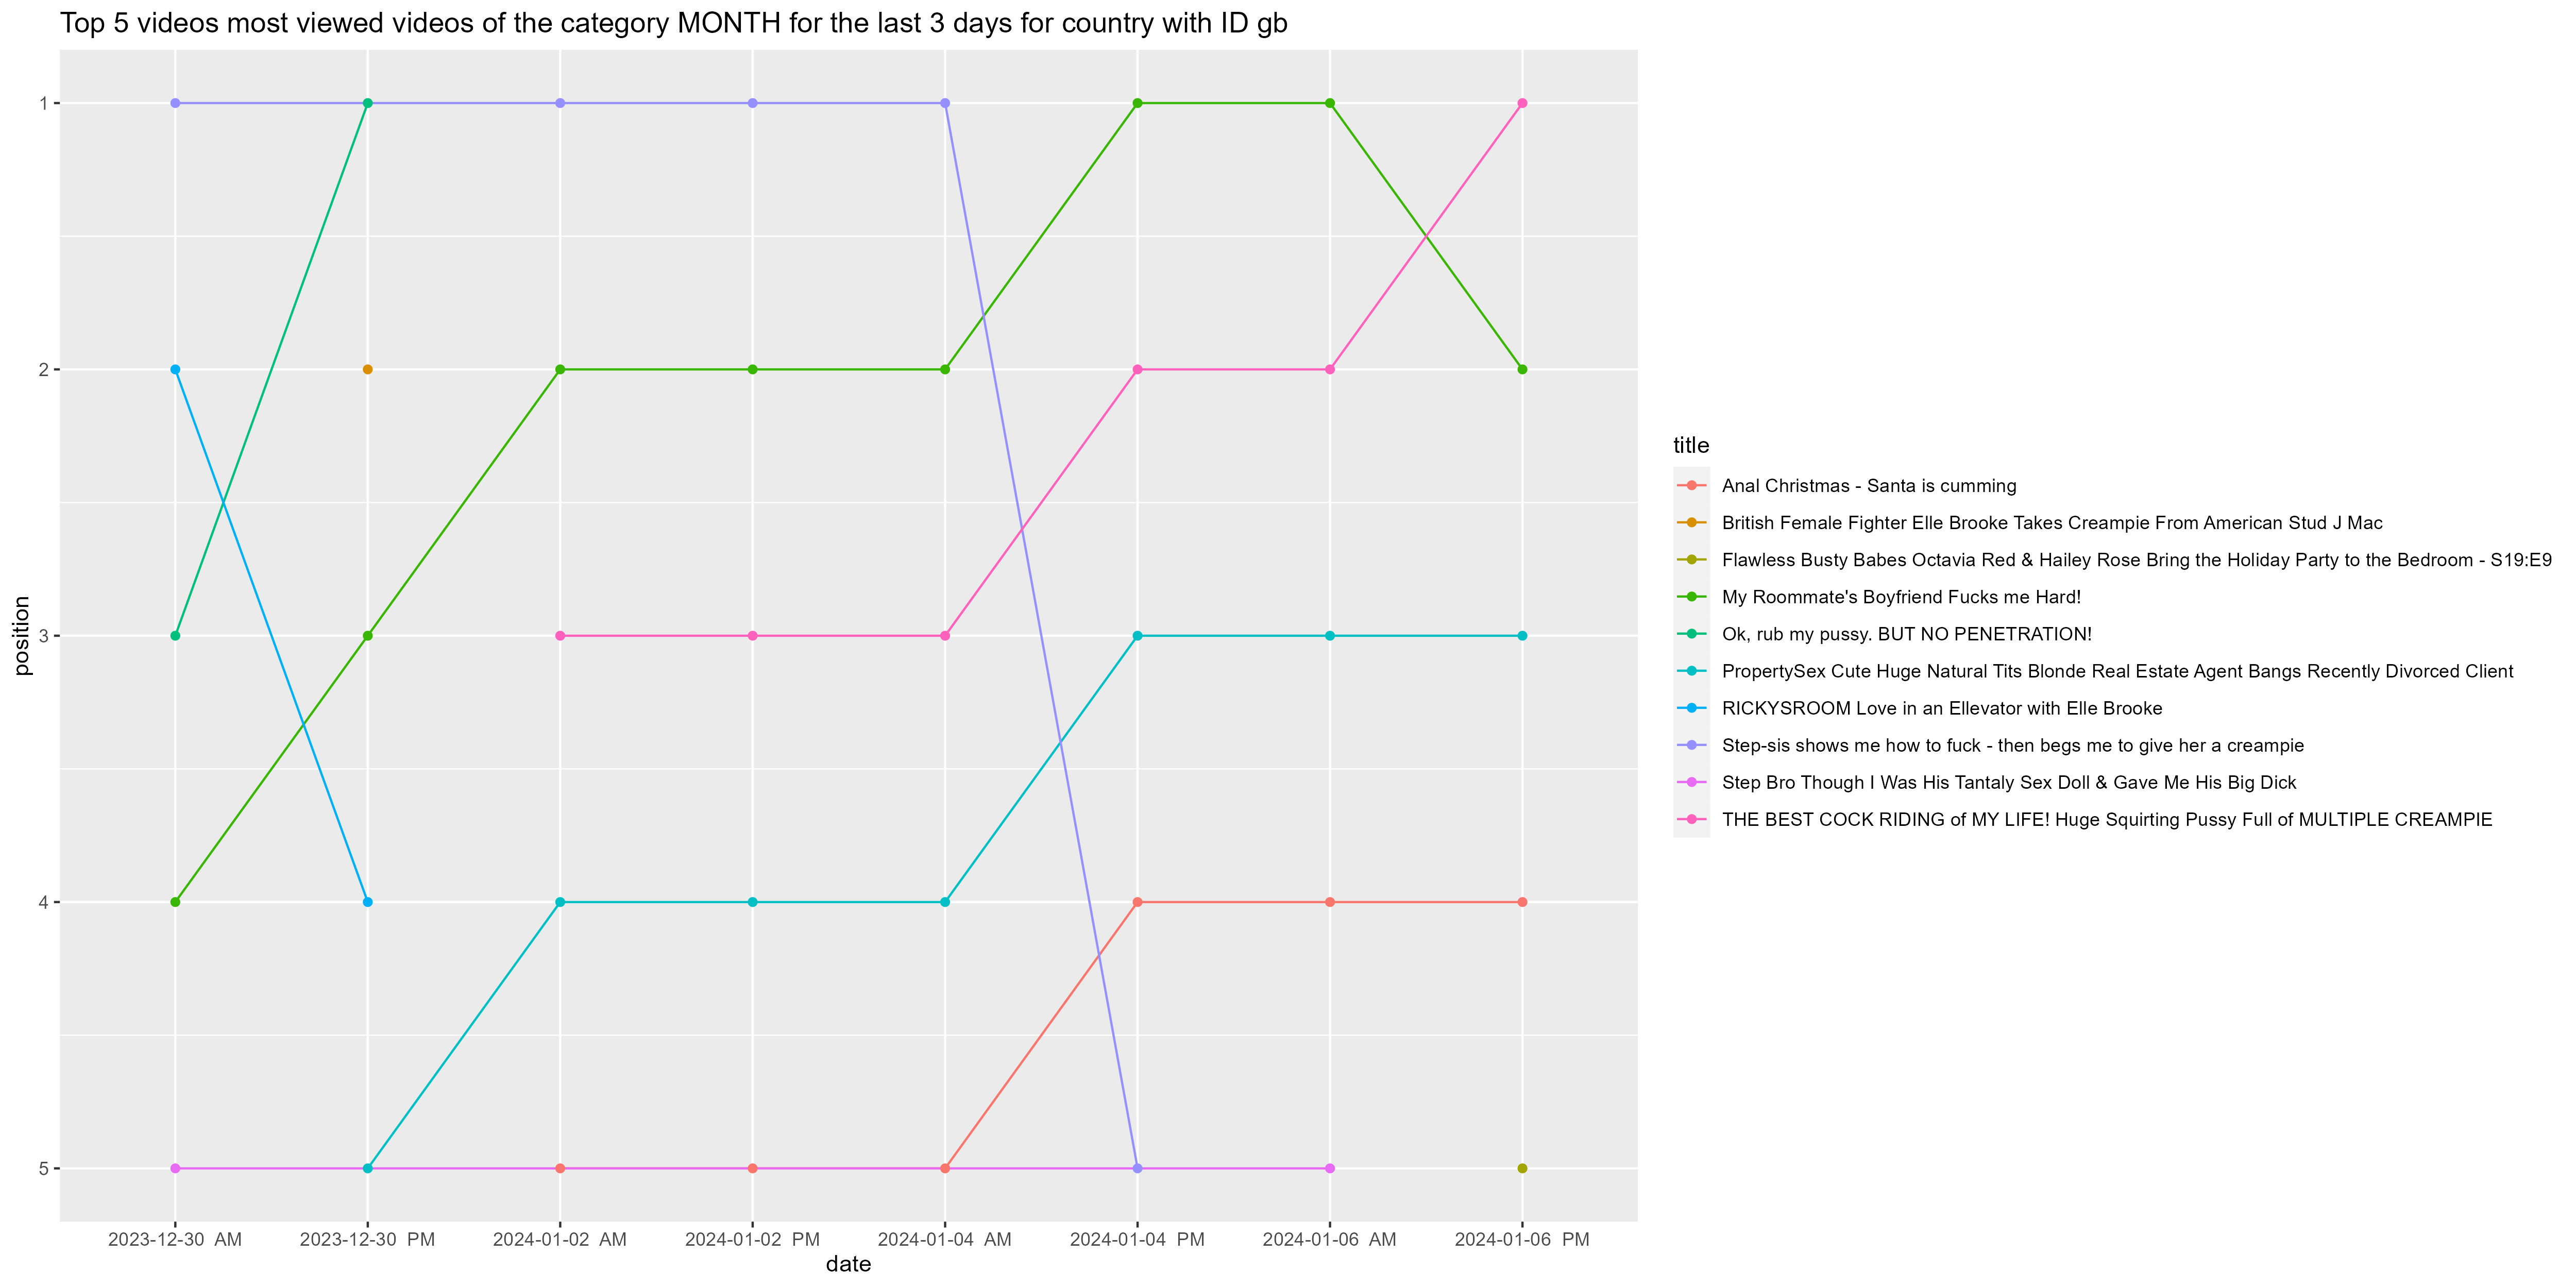 Top 5 videos most viewed videos of the category MONTH for the last 3 days for country with ID gb
position
1
2
3
4
5
2023-12-30 AM
2023-12-30 PM
2024-01-02 AM
2024-01-02 PM
2024-01-04 AM
2024-01-04 PM
2024-01-06 AM
2024-01-06 PM
date
title
Anal Christmas - Santa is cumming
British Female Fighter Elle Brooke Takes Creampie From American Stud J Mac
Flawless Busty Babes Octavia Red & Hailey Rose Bring the Holiday Party to the Bedroom - S19:E9
My Roommate's Boyfriend Fucks me Hard!
Ok, rub my pussy. BUT NO PENETRATION!
PropertySex Cute Huge Natural Tits Blonde Real Estate Agent Bangs Recently Divorced Client
RICKYSROOM Love in an Ellevator with Elle Brooke
Step-sis shows me how to fuck - then begs me to give her a creampie
Step Bro Though I Was His Tantaly Sex Doll & Gave Me His Big Dick
THE BEST COCK RIDING of MY LIFE! Huge Squirting Pussy Full of MULTIPLE CREAMPIE